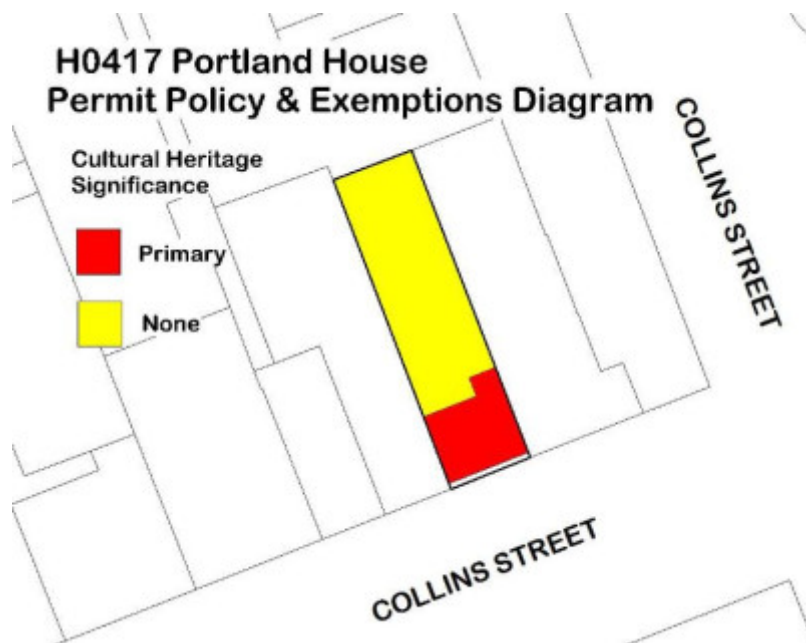 H0417 Portland House
Permit Policy & Exemptions Diagram
Cultural Heritage
Significance
Primary
None
COLLINS STREET
COLLINS STREET